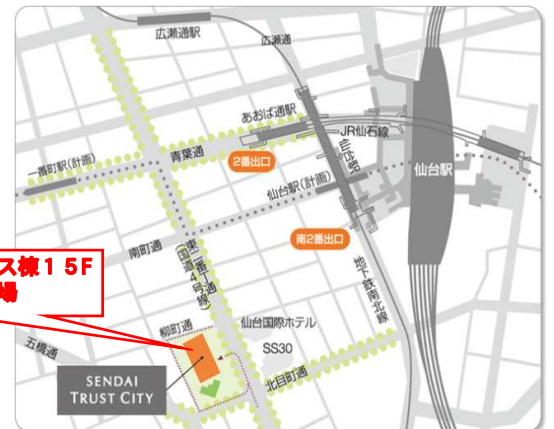 広瀬通駅
広瀬通
あおば通駅
JR仙石線
一番町駅(計画)
青葉通
2番出口
仙台駅
仙台駅
仙台駅(計画)
南2番出口
南町通
東二番丁通
(国道4号線)
地下鉄南北線
ス棟15F
場
柳町通
仙台国際ホテル
五橋通
SS30
北目町通
SENDAI
TRUST CITY